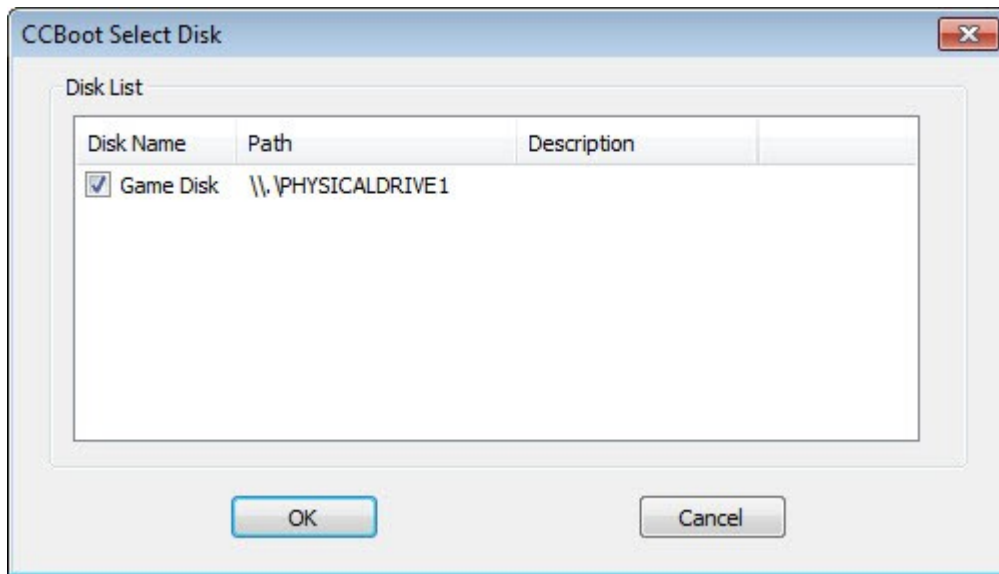 CCBoot Select Disk
Disk List
Disk Name Path Description
Game Disk \\.\PHYSICALDRIVE1
OK Cancel